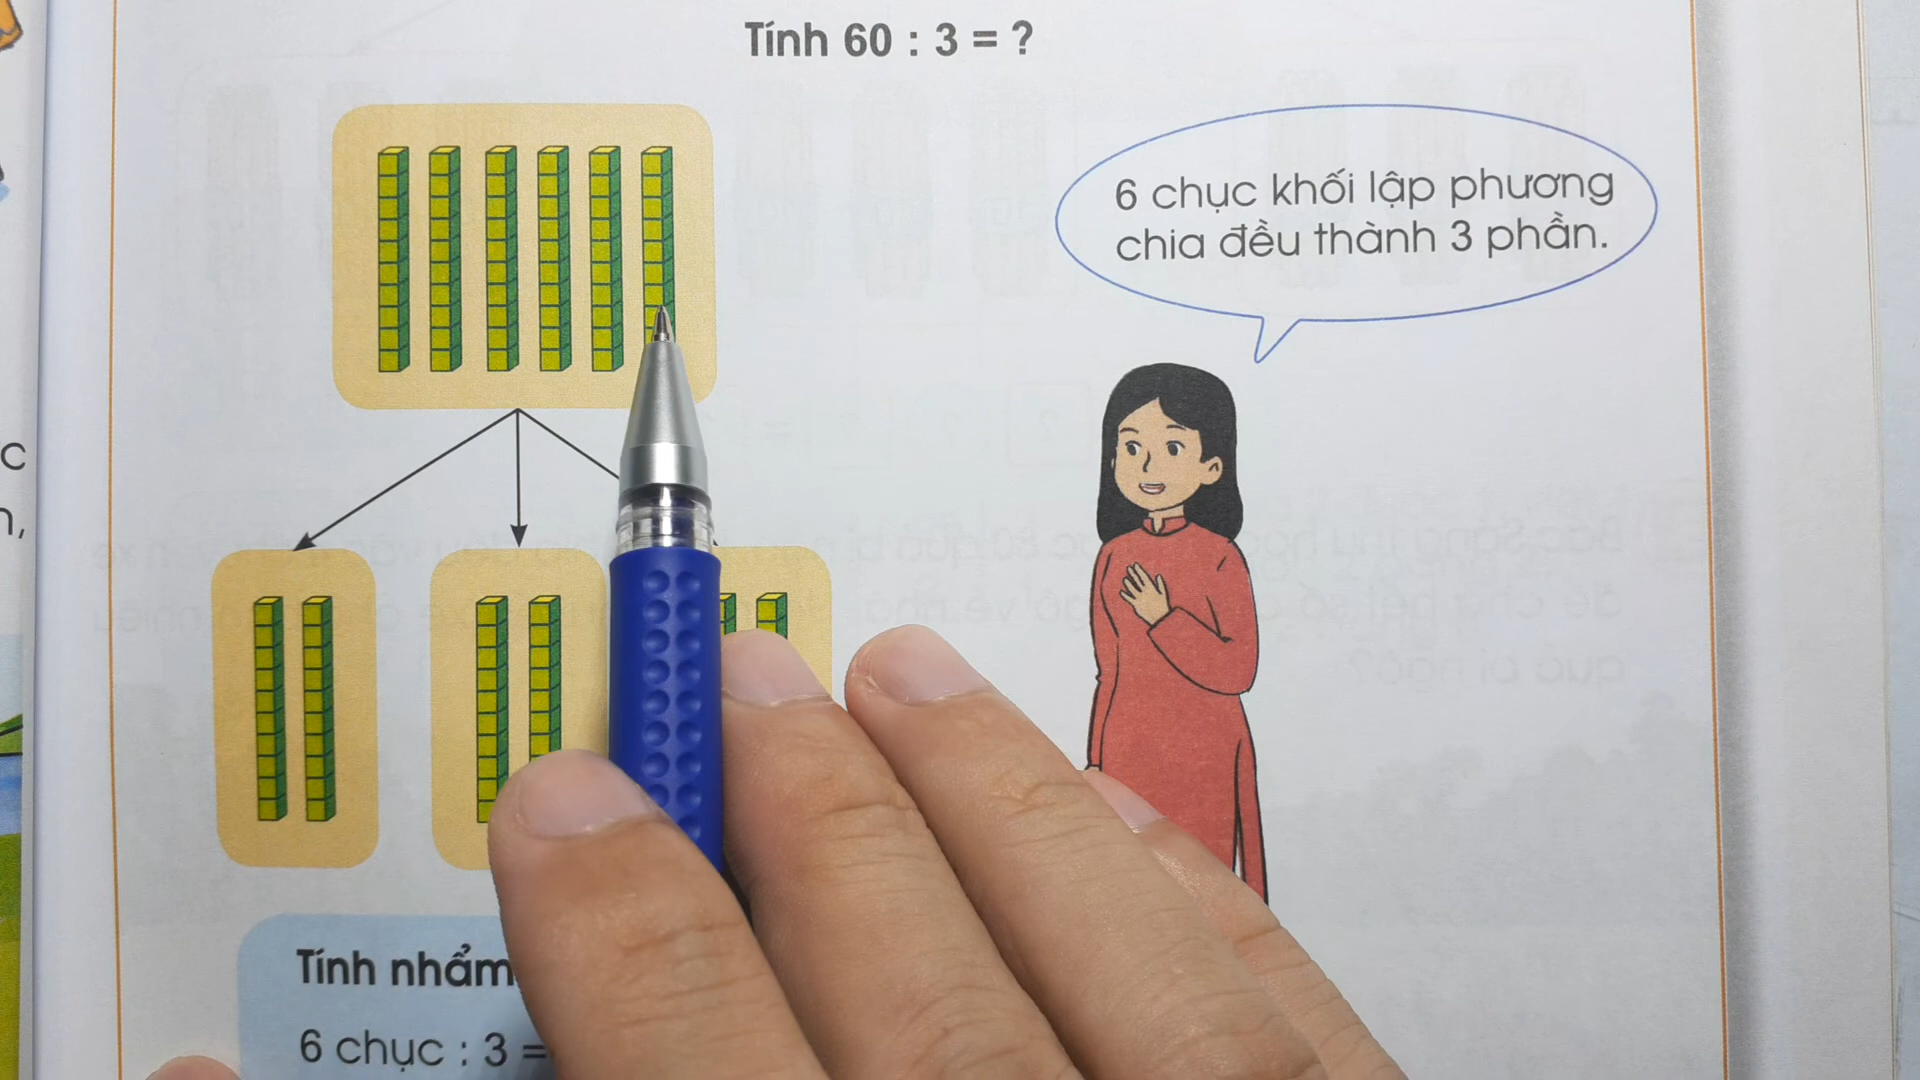 Tính 60 : 3 = ?
6 chục khối lập phương
chia đều thành 3 phần.
c
n,
Tính nhẩm
6 chục : 3 =